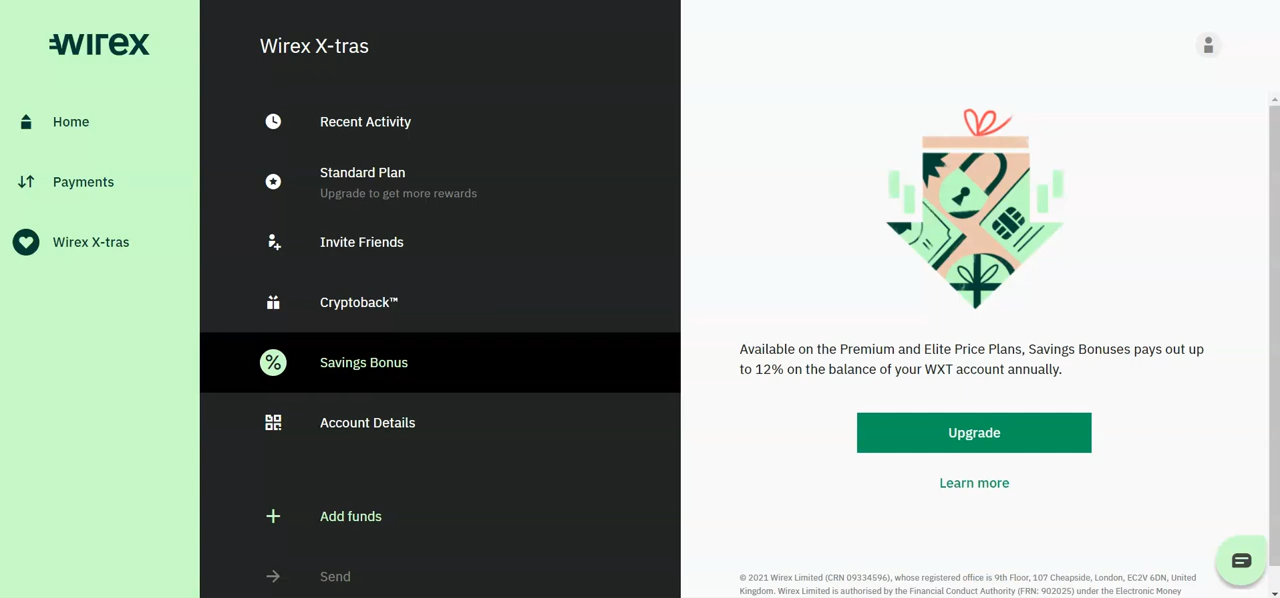 wirex
Home
Payments
Wirex X-tras
Wirex X-tras
Recent Activity
Standard Plan
Upgrade to get more rewards
Invite Friends
Cryptoback™
Savings Bonus
Account Details
Add funds
Send
Available on the Premium and Elite Price Plans, Savings Bonuses pays out up
to 12% on the balance of your WXT account annually.
Upgrade
Learn more
© 2021 Wirex Limited (CRN 09334596), whose registered office is 9th Floor, 107 Cheapside, London, EC2V 6DN, United
Kingdom. Wirex Limited is authorised by the Financial Conduct Authority (FRN: 902025) under the Electronic Money